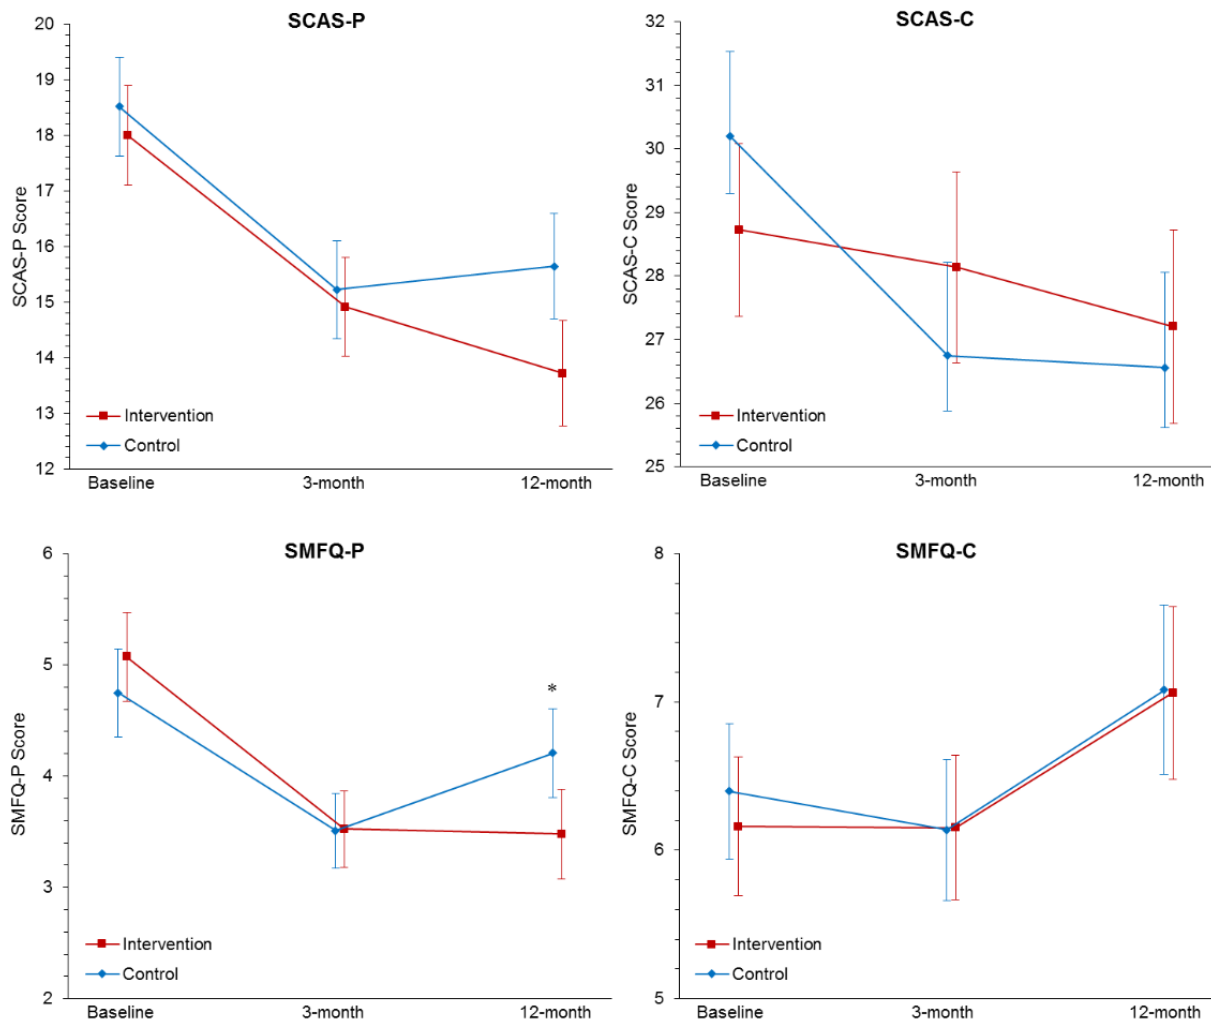 SCAS-P
20
19
18
17
16
15
14
13
12
SCAS-P Score
Intervention
Control
Baseline
3-month
12-month
SCAS-C
32
31
30
28
28
26
26
25
SCAS-C Score
Intervention
Control
Baseline
3-month
12-month
SMFQ-P
6
5
4
3
2
SMFQ-P Score
*
Intervention
Control
Baseline
3-month
12-month
SMFQ-C
8
7
6
5
SMFQ-C Score
Intervention
Control
Baseline
3-month
12-month